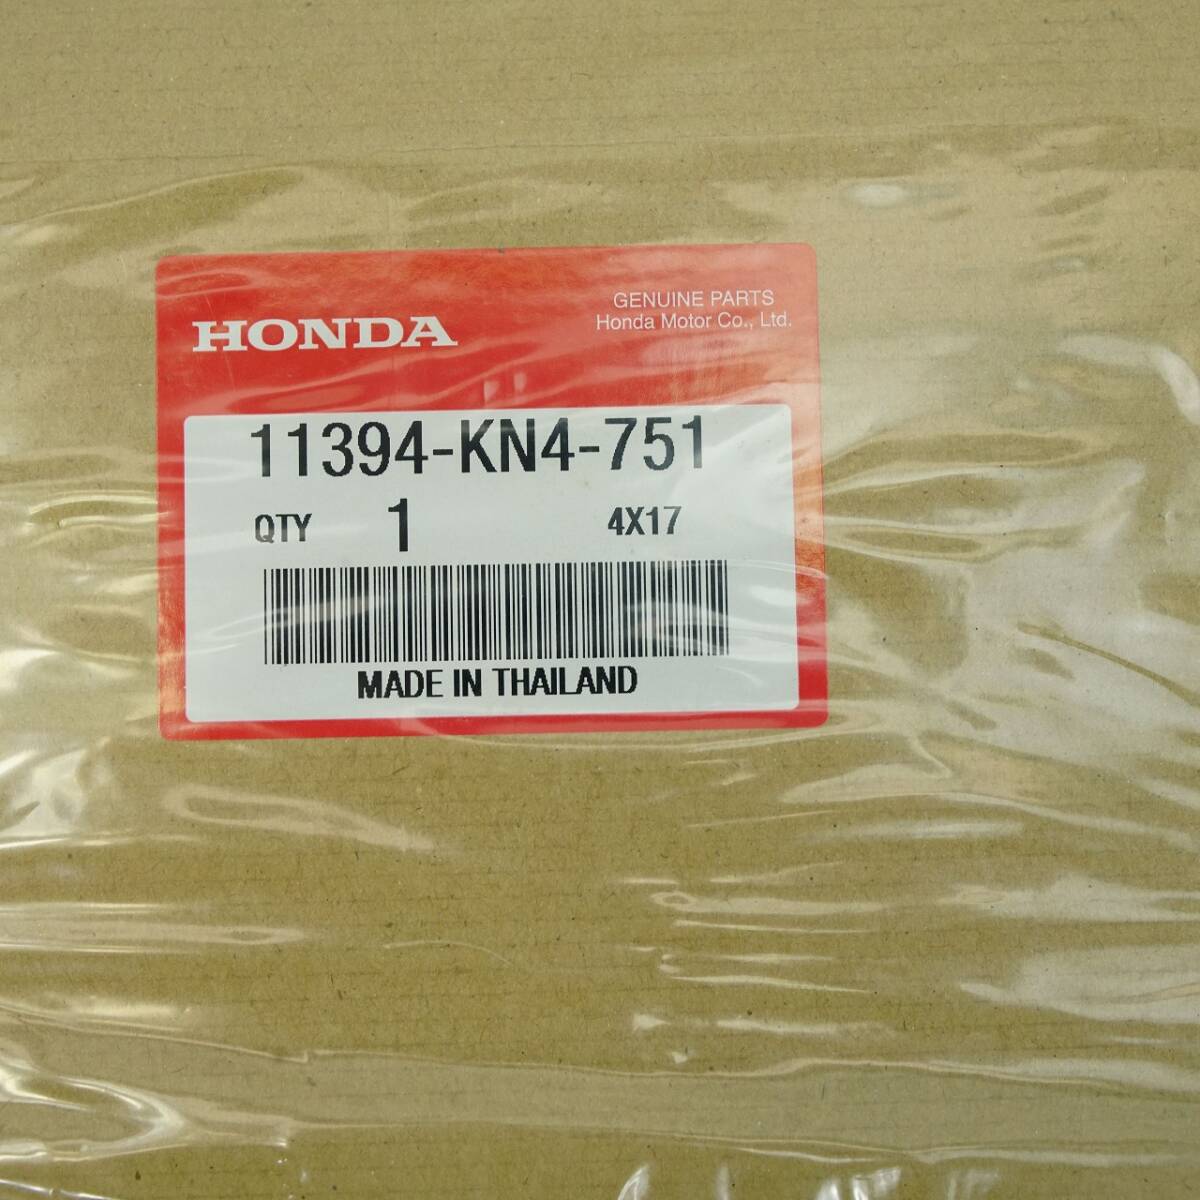 HONDA
GENUINE PARTS
Honda Motor Co., Ltd.
11394-KN4-751
QTY 1 4X17
MADE IN THAILAND